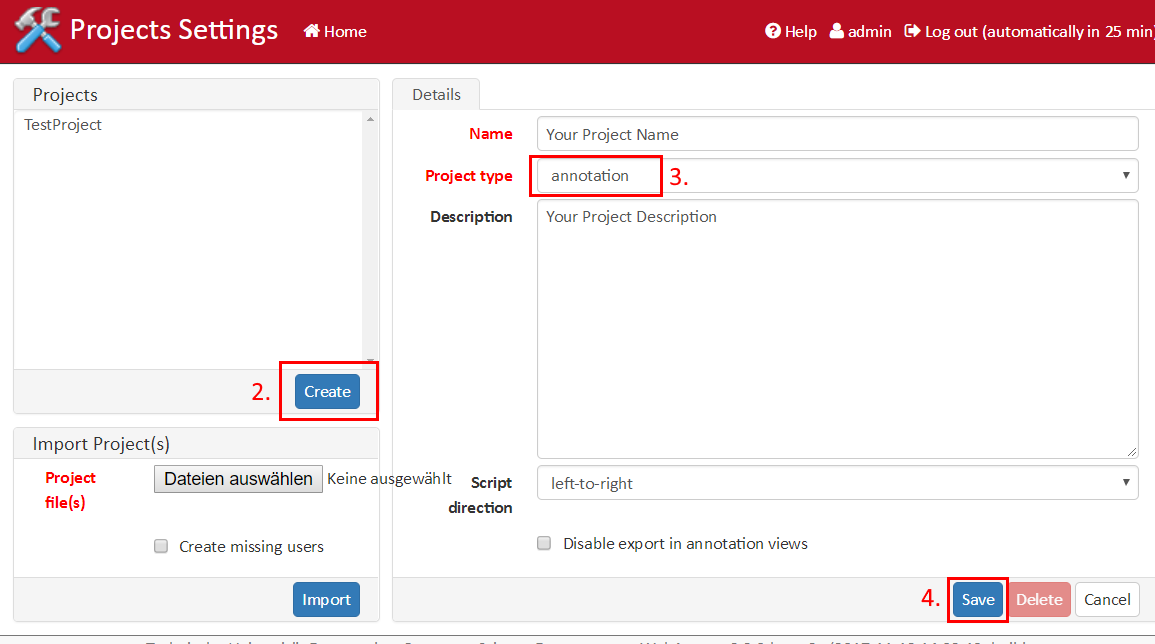 Projects Settings Home Help admin Log out (automatically in 25 min)
Projects
TestProject
2. Create
Import Project(s)
Project file(s) Dateien auswählen Keine ausgewählt
Create missing users
Import
Details
Name Your Project Name
Project type annotation 3.
Description Your Project Description
Script direction left-to-right
Disable export in annotation views
4. Save Delete Cancel